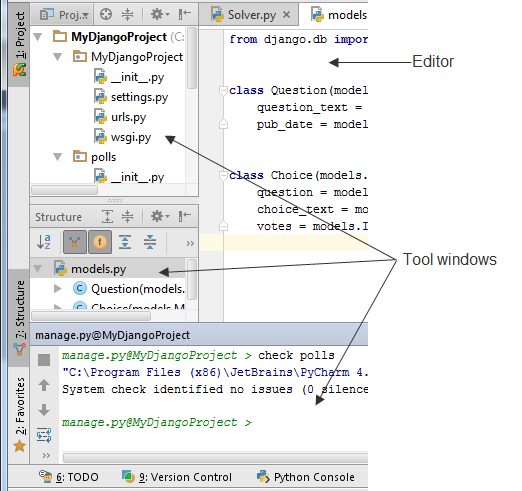 1: Project
Proj...
MyDjangoProject
MyDjangoProject
__init__.py
settings.py
urls.py
wsgi.py
polls
__init__.py
Solver.py
models
from django.db impor
class Question(model
question_text =
pub_date = model
class Choice(models.
question = model
choice_text = mo
votes = models.I
Editor
Tool windows
Structure
models.py
Question(models.
Choice(models.M
7: Structure
2: Favorites
manage.py@MyDjangoProject
manage.py@MyDjangoProject > check polls
"C:\Program Files (x86)\JetBrains\PyCharm 4.
System check identified no issues (0 silence
manage.py@MyDjangoProject >
6: TODO
9: Version Control
Python Console